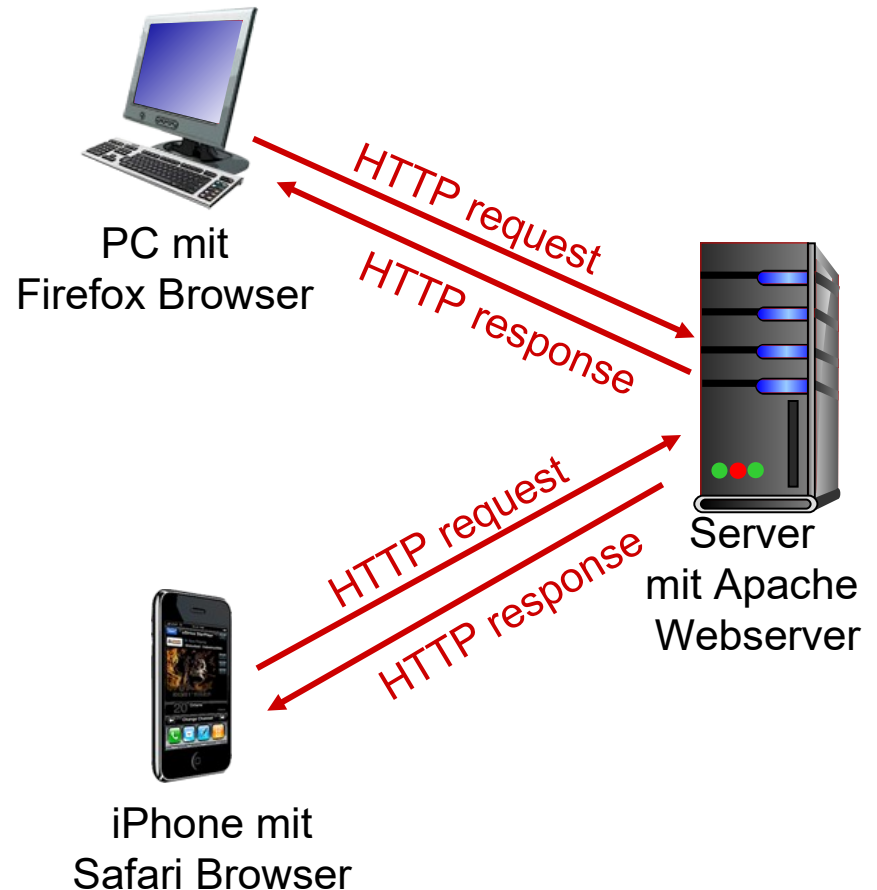 HTTP request
HTTP response
PC mit
Firefox Browser
HTTP request
HTTP response
Server
mit Apache
Webserver
iPhone mit
Safari Browser